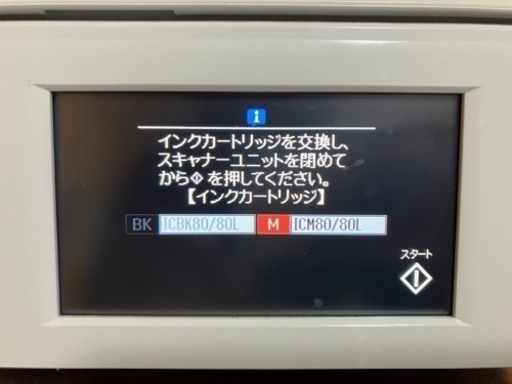 i
インクカートリッジを交換し、
スキャナーユニットを閉めて
から を押してください。
【インクカートリッジ】
BK ICBK80/80L M ICM80/80L
スタート